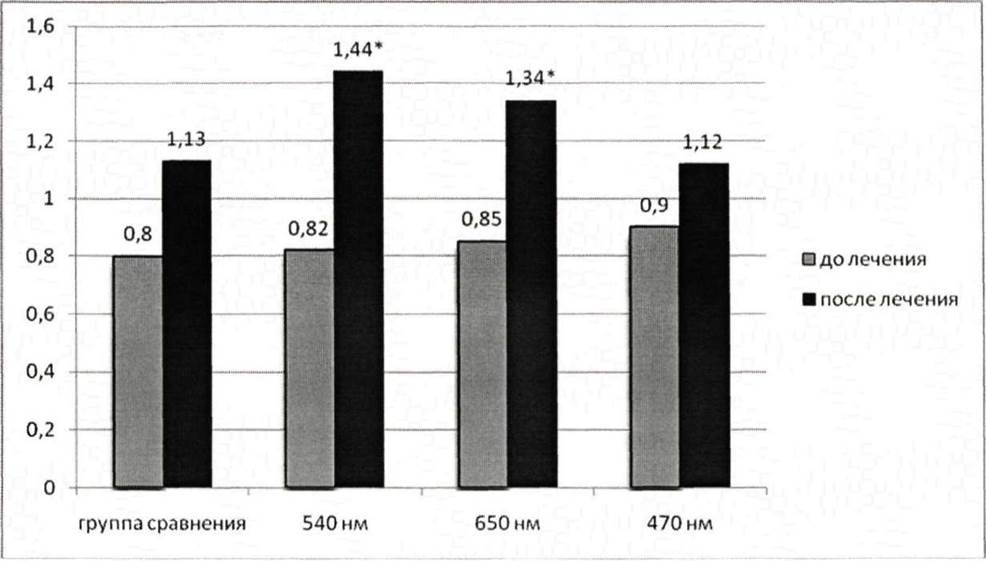 1,6
1,4
1,2
1
0,8
0,6
0,4
0,2
0
0,8
1,13
0,82
1,44*
0,85
1,34*
0,9
1,12
группа сравнения
540 нм
650 нм
470 нм
до лечения
после лечения